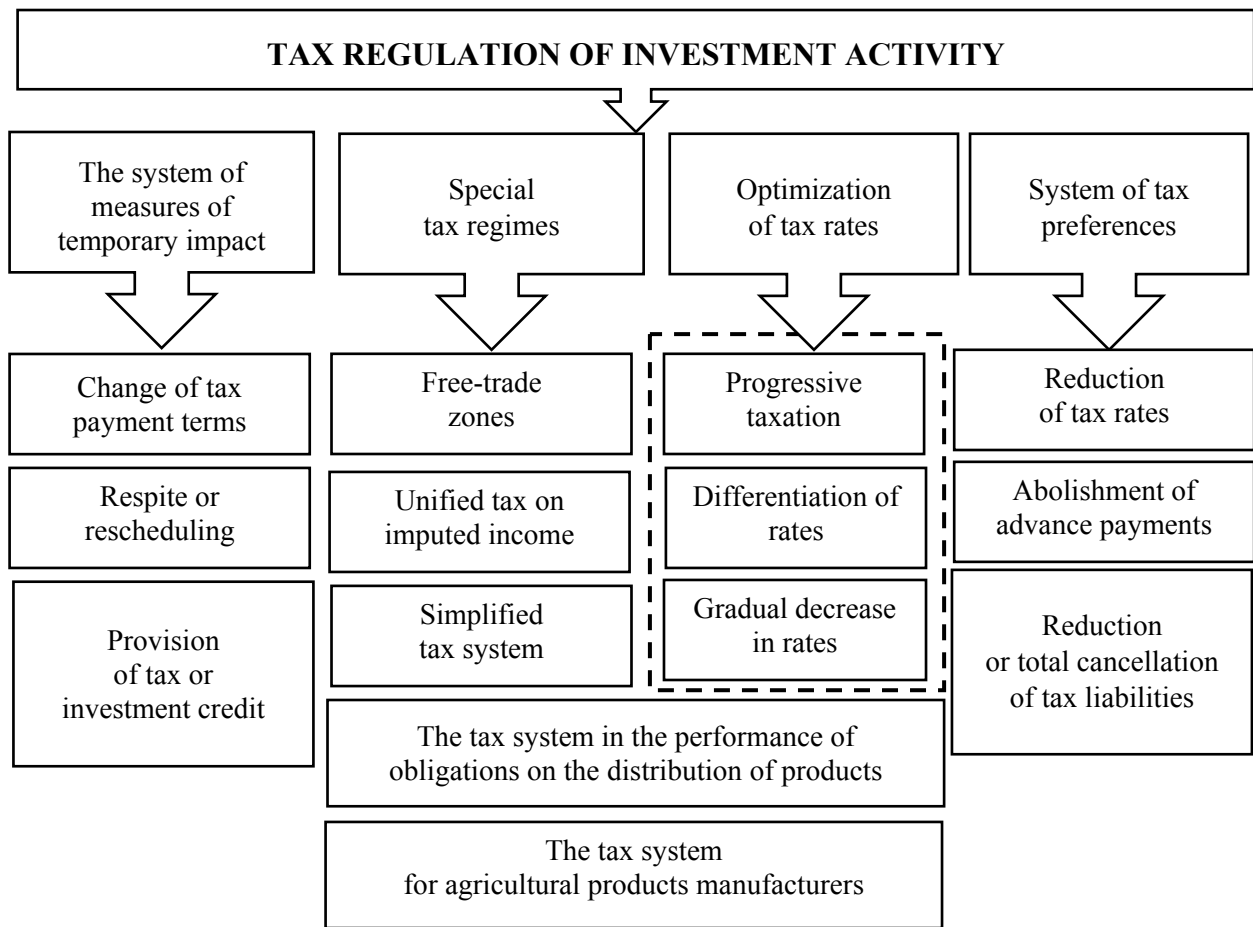 TAX REGULATION OF INVESTMENT ACTIVITY
The system of
measures of
temporary impact
Special
tax regimes
Optimization
of tax rates
System of tax
preferences
Change of tax
payment terms
Free-trade
zones
Progressive
taxation
Reduction
of tax rates
Respite or
rescheduling
Unified tax on
imputed income
Differentiation of
rates
Abolishment of
advance payments
Provision
of tax or
investment credit
Simplified
tax system
Gradual decrease
in rates
Reduction
or total cancellation
of tax liabilities
The tax system in the performance of
obligations on the distribution of products
The tax system
for agricultural products manufacturers